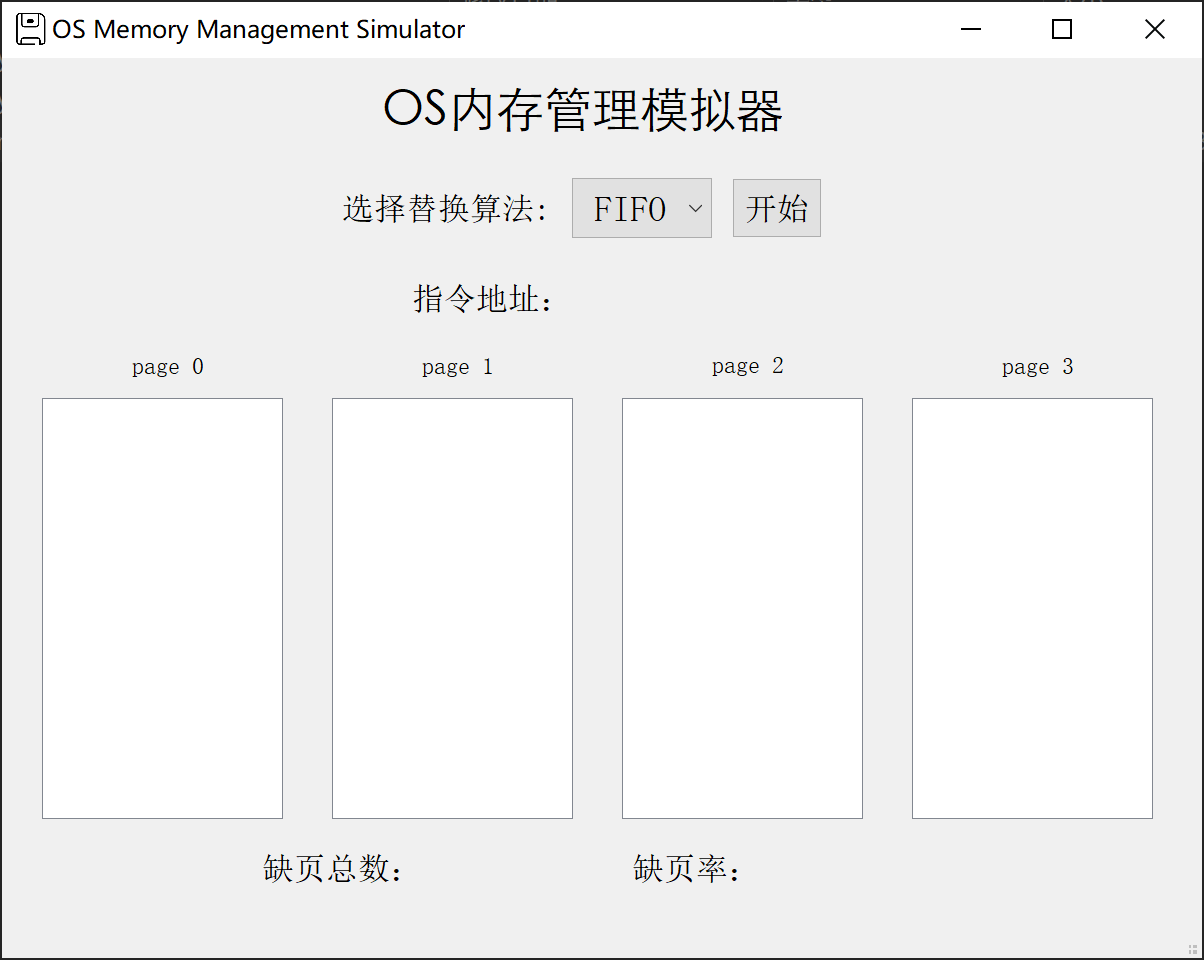 OS Memory Management Simulator
OS内存管理模拟器
选择替换算法： FIFO 开始
指令地址：
page 0 page 1 page 2 page 3
缺页总数： 缺页率：